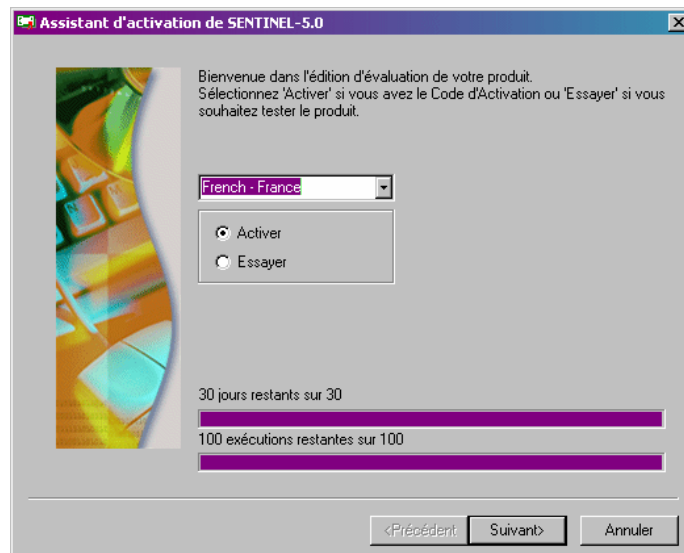 Assistant d'activation de SENTINEL-5.0
Bienvenue dans l'édition d'évaluation de votre produit.
Sélectionnez 'Activer' si vous avez le Code d'Activation ou 'Essayer' si vous
souhaitez tester le produit.
French - France
Activer
Essayer
30 jours restants sur 30
100 exécutions restantes sur 100
<Précédent
Suivant>
Annuler